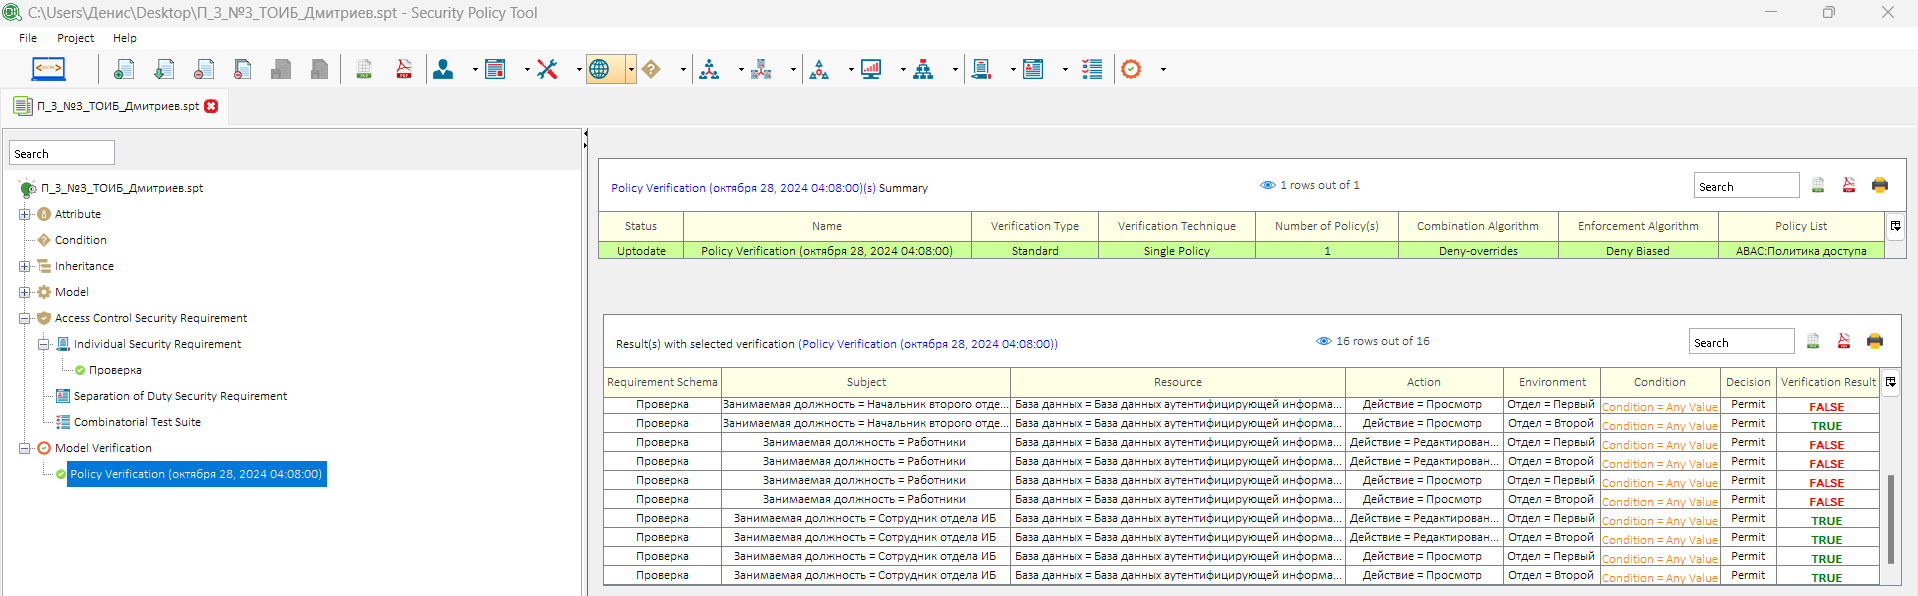 C:\Users\Денис\Desktop\П_З_№3_ТОИБ_Дмитриев.spt - Security Policy Tool
File Project Help
П_З_№3_ТОИБ_Дмитриев.spt
Search
П_З_№3_ТОИБ_Дмитриев.spt
Attribute
Condition
Inheritance
Model
Access Control Security Requirement
Individual Security Requirement
Проверка
Separation of Duty Security Requirement
Combinatorial Test Suite
Model Verification
Policy Verification (октября 28, 2024 04:08:00)
Policy Verification (октября 28, 2024 04:08:00)(s) Summary 1 rows out of 1 Search
Status Name Verification Type Verification Technique Number of Policy(s) Combination Algorithm Enforcement Algorithm Policy List
Uptodate Policy Verification (октября 28, 2024 04:08:00) Standard Single Policy 1 Deny-overrides Deny Biased ABAC:Политика доступа
Result(s) with selected verification (Policy Verification (октября 28, 2024 04:08:00)) 16 rows out of 16 Search
Requirement Schema Subject Resource Action Environment Condition Decision Verification Result
Проверка Занимаемая должность = Начальник второго отде... База данных = База данных аутентифицирующей информа... Действие = Просмотр Отдел = Первый Condition = Any Value Permit FALSE
Проверка Занимаемая должность = Начальник второго отде... База данных = База данных аутентифицирующей информа... Действие = Просмотр Отдел = Второй Condition = Any Value Permit TRUE
Проверка Занимаемая должность = Работники База данных = База данных аутентифицирующей информа... Действие = Редактирован... Отдел = Первый Condition = Any Value Permit FALSE
Проверка Занимаемая должность = Работники База данных = База данных аутентифицирующей информа... Действие = Редактирован... Отдел = Второй Condition = Any Value Permit FALSE
Проверка Занимаемая должность = Работники База данных = База данных аутентифицирующей информа... Действие = Просмотр Отдел = Первый Condition = Any Value Permit FALSE
Проверка Занимаемая должность = Работники База данных = База данных аутентифицирующей информа... Действие = Просмотр Отдел = Второй Condition = Any Value Permit FALSE
Проверка Занимаемая должность = Сотрудник отдела ИБ База данных = База данных аутентифицирующей информа... Действие = Редактирован... Отдел = Первый Condition = Any Value Permit TRUE
Проверка Занимаемая должность = Сотрудник отдела ИБ База данных = База данных аутентифицирующей информа... Действие = Редактирован... Отдел = Второй Condition = Any Value Permit TRUE
Проверка Занимаемая должность = Сотрудник отдела ИБ База данных = База данных аутентифицирующей информа... Действие = Просмотр Отдел = Первый Condition = Any Value Permit TRUE
Проверка Занимаемая должность = Сотрудник отдела ИБ База данных = База данных аутентифицирующей информа... Действие = Просмотр Отдел = Второй Condition = Any Value Permit TRUE